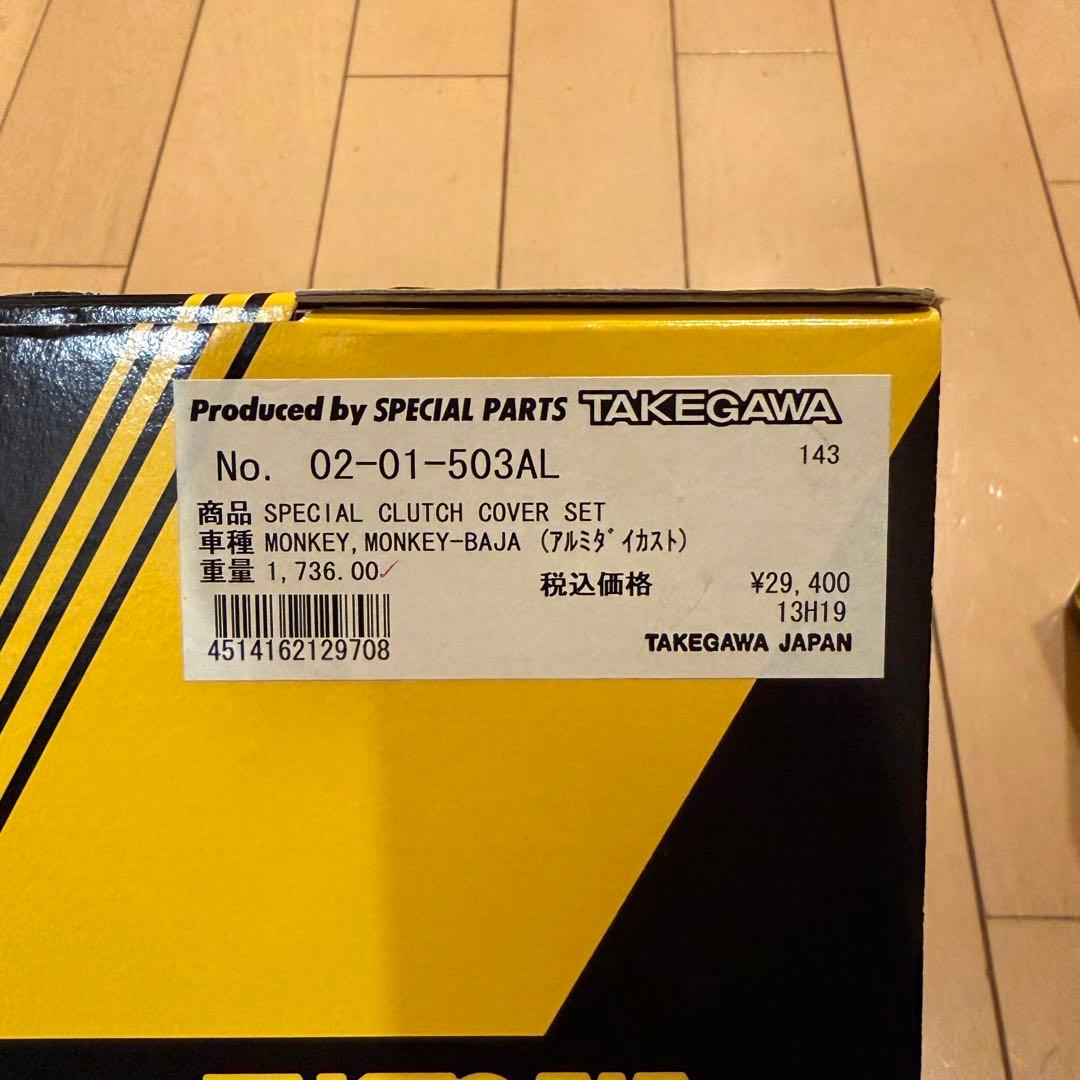 Produced by SPECIAL PARTS TAKEGAWA
No. 02-01-503AL 143
商品 SPECIAL CLUTCH COVER SET
車種 MONKEY,MONKEY-BAJA (ｱﾙﾐﾀﾞｲｶｽﾄ)
重量 1,736.00
税込価格 ¥29,400
13H19
4514162129708
TAKEGAWA JAPAN